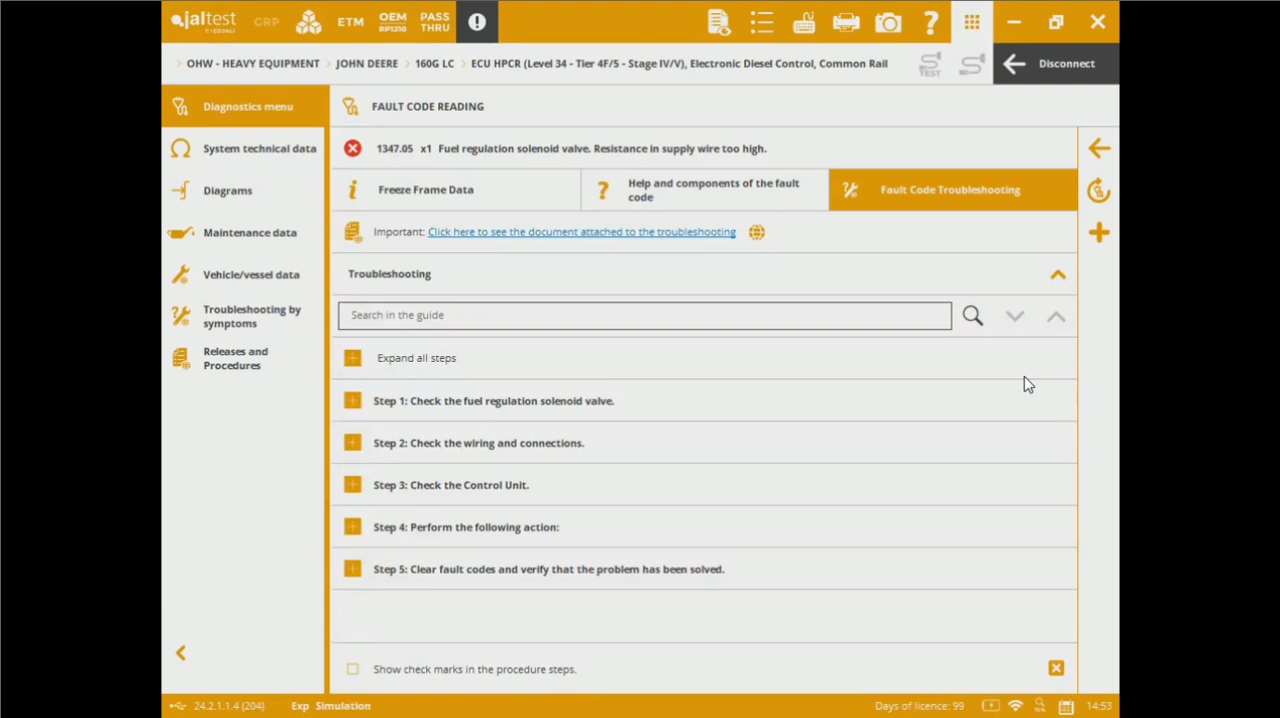 jaltest
BY COJALI
GRP
ETM
OEM
RP1210
PASS
THRU
OHW - HEAVY EQUIPMENT
JOHN DEERE
160G LC
ECU HPCR (Level 34 - Tier 4F/5 - Stage IV/V), Electronic Diesel Control, Common Rail
TEST
Disconnect
Diagnostics menu
System technical data
Diagrams
Maintenance data
Vehicle/vessel data
Troubleshooting by
symptoms
Releases and
Procedures
FAULT CODE READING
1347.05 x1 Fuel regulation solenoid valve. Resistance in supply wire too high.
Freeze Frame Data
Help and components of the fault
code
Fault Code Troubleshooting
Important: Click here to see the document attached to the troubleshooting
Troubleshooting
Search in the guide
Expand all steps
Step 1: Check the fuel regulation solenoid valve.
Step 2: Check the wiring and connections.
Step 3: Check the Control Unit.
Step 4: Perform the following action:
Step 5: Clear fault codes and verify that the problem has been solved.
Show check marks in the procedure steps.
24.2.1.1.4 (204)
Exp Simulation
Days of licence: 99
14:53